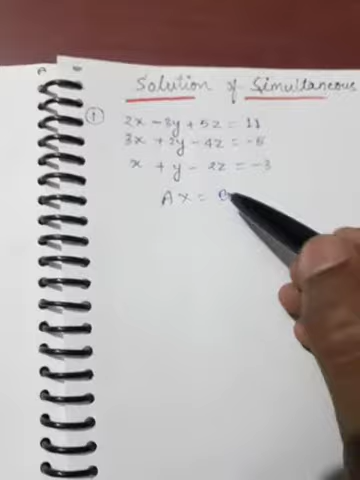 Solution of Simultaneous
① 2x - 3y + 5z = 11
3x + 2y - 4z = -5
x + y - 2z = -3
Ax =